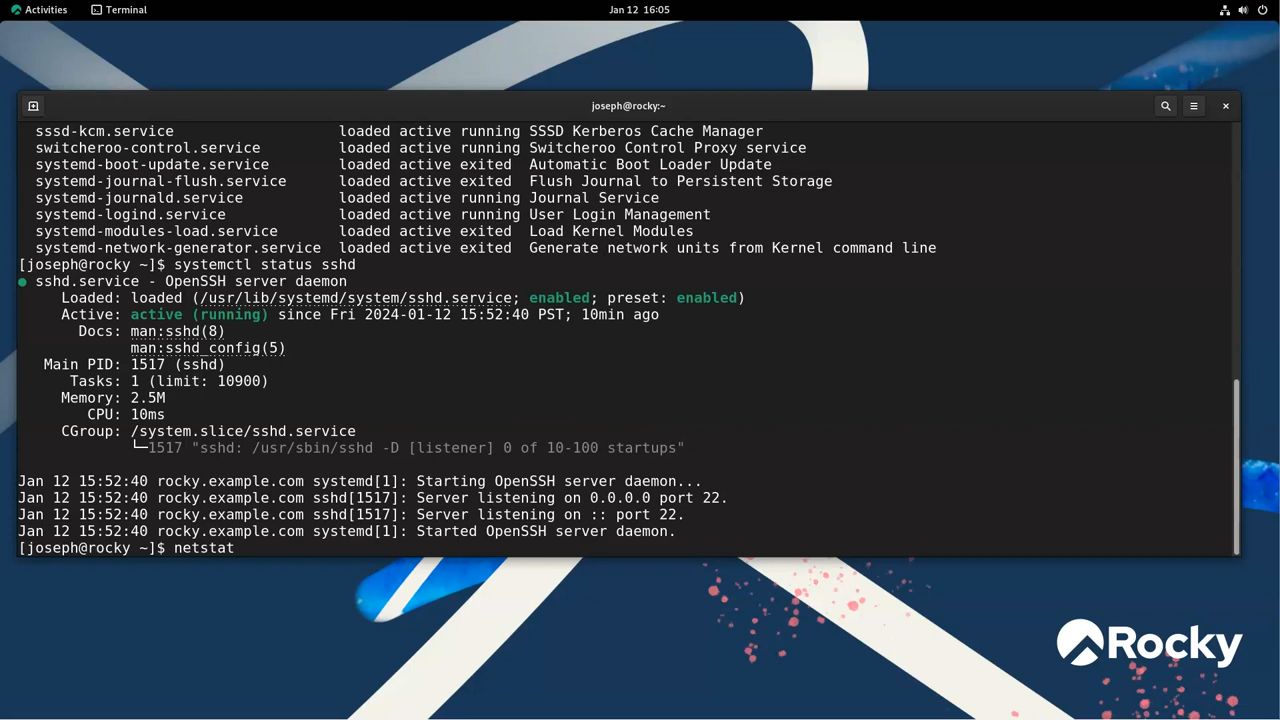 Activities Terminal Jan 12 16:05
joseph@rocky:~
sssd-kcm.service loaded active running SSSD Kerberos Cache Manager
switcheroo-control.service loaded active running Switcheroo Control Proxy service
systemd-boot-update.service loaded active exited Automatic Boot Loader Update
systemd-journal-flush.service loaded active exited Flush Journal to Persistent Storage
systemd-journald.service loaded active running Journal Service
systemd-logind.service loaded active running User Login Management
systemd-modules-load.service loaded active exited Load Kernel Modules
systemd-network-generator.service loaded active exited Generate network units from Kernel command line
[joseph@rocky ~]$ systemctl status sshd
● sshd.service - OpenSSH server daemon
Loaded: loaded (/usr/lib/systemd/system/sshd.service; enabled; preset: enabled)
Active: active (running) since Fri 2024-01-12 15:52:40 PST; 10min ago
Docs: man:sshd(8)
man:sshd_config(5)
Main PID: 1517 (sshd)
Tasks: 1 (limit: 10900)
Memory: 2.5M
CPU: 10ms
CGroup: /system.slice/sshd.service
└─1517 "sshd: /usr/sbin/sshd -D [listener] 0 of 10-100 startups"
Jan 12 15:52:40 rocky.example.com systemd[1]: Starting OpenSSH server daemon...
Jan 12 15:52:40 rocky.example.com sshd[1517]: Server listening on 0.0.0.0 port 22.
Jan 12 15:52:40 rocky.example.com sshd[1517]: Server listening on :: port 22.
Jan 12 15:52:40 rocky.example.com systemd[1]: Started OpenSSH server daemon.
[joseph@rocky ~]$ netstat
Rocky